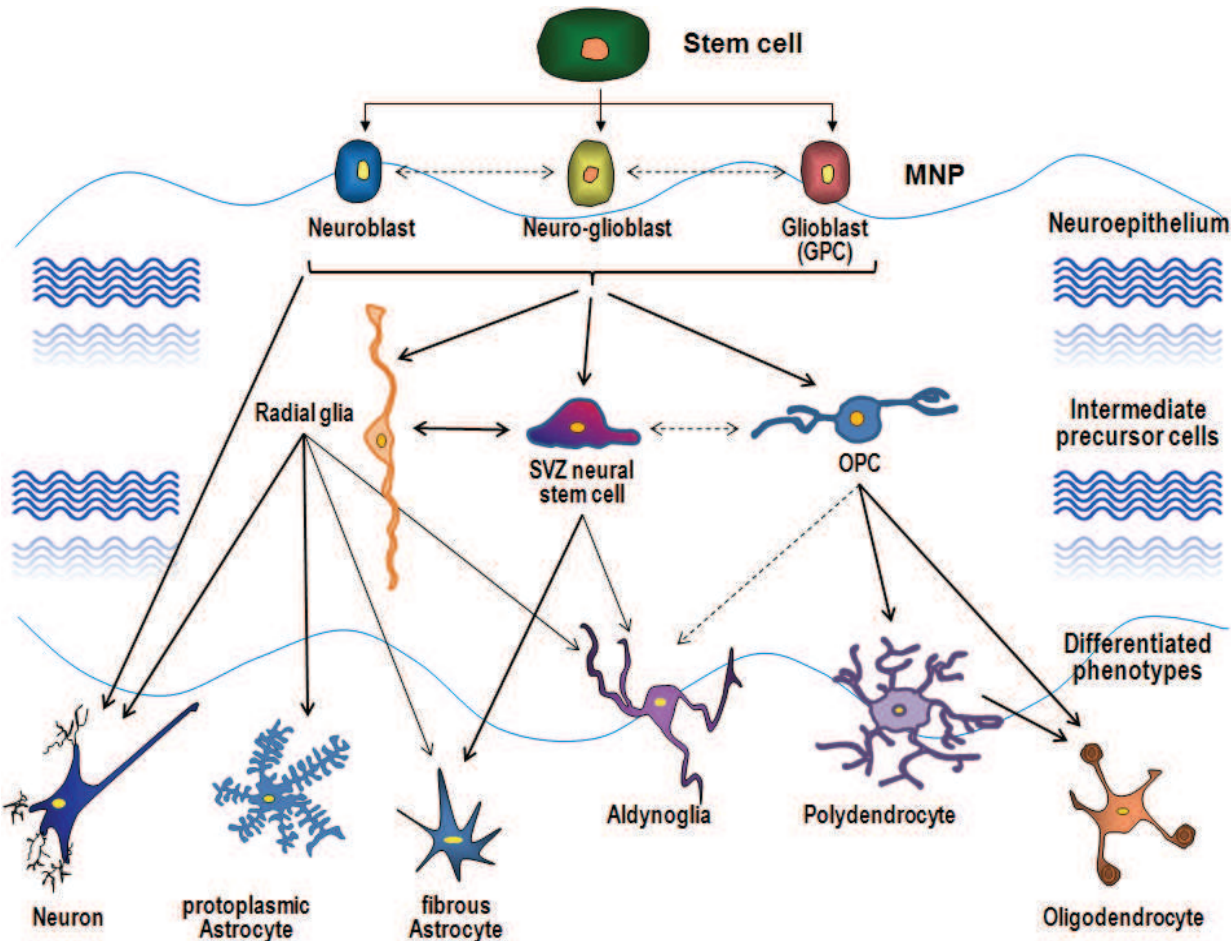 Stem cell
MNP
Neuroblast
Neuro-glioblast
Glioblast
(GPC)
Neuroepithelium
Radial glia
SVZ neural
stem cell
OPC
Intermediate
precursor cells
Differentiated
phenotypes
Neuron
protoplasmic
Astrocyte
fibrous
Astrocyte
Aldynoglia
Polydendrocyte
Oligodendrocyte